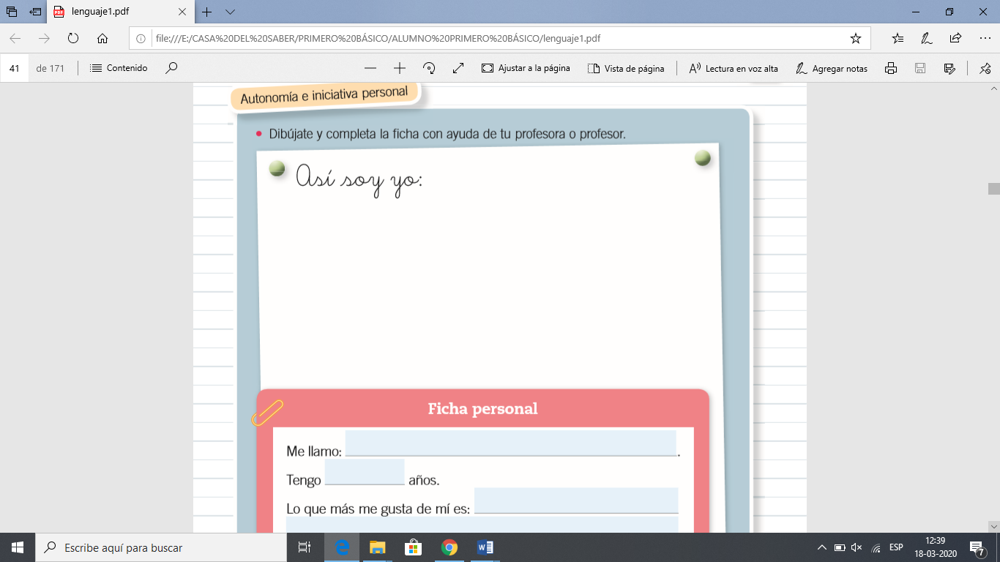 lenguaje1.pdf
file:///E:/CASA%20DEL%20SABER/PRIMERO%20BÁSICO/ALUMNO%20PRIMERO%20BÁSICO/lenguaje1.pdf
41 de 171 Contenido Ajustar a la página Vista de página Lectura en voz alta Agregar notas
Autonomía e iniciativa personal
• Dibújate y completa la ficha con ayuda de tu profesora o profesor.
Así soy yo:
Ficha personal
Me llamo: .
Tengo años.
Lo que más me gusta de mí es:
Escribe aquí para buscar
ESP
12:39
18-03-2020
7